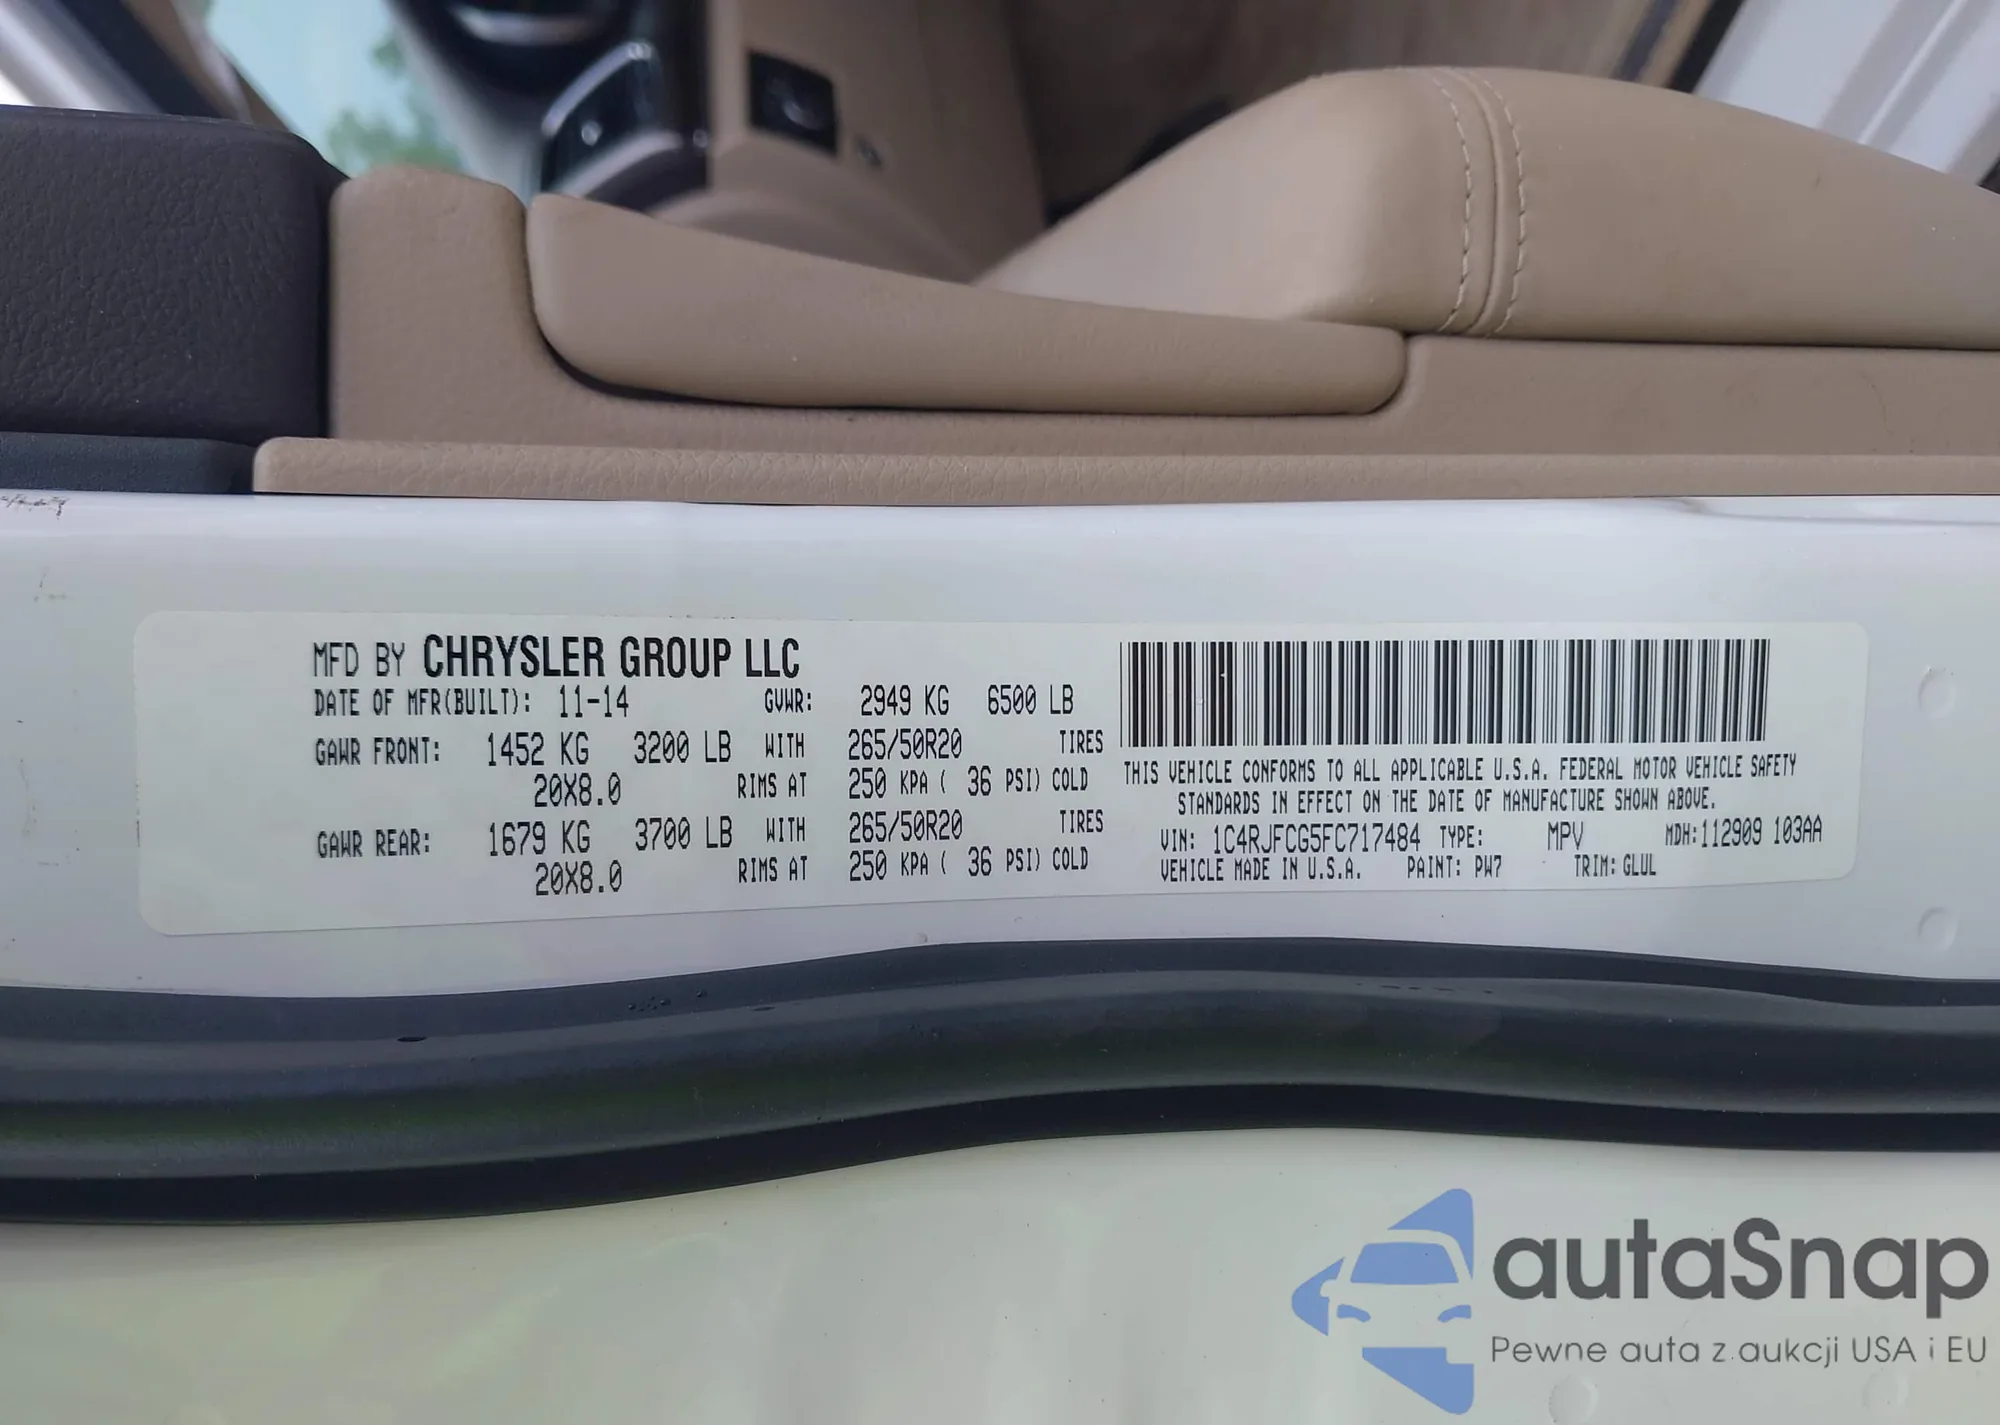 MFD BY CHRYSLER GROUP LLC
DATE OF MFR(BUILT): 11-14 GVWR: 2949 KG 6500 LB
GAWR FRONT: 1452 KG 3200 LB WITH 265/50R20 TIRES
20X8.0 RIMS AT 250 KPA ( 36 PSI) COLD
GAWR REAR: 1679 KG 3700 LB WITH 265/50R20 TIRES
20X8.0 RIMS AT 250 KPA ( 36 PSI) COLD
THIS VEHICLE CONFORMS TO ALL APPLICABLE U.S.A. FEDERAL MOTOR VEHICLE SAFETY
STANDARDS IN EFFECT ON THE DATE OF MANUFACTURE SHOWN ABOVE.
VIN: 1C4RJFCG5FC717484 TYPE: MPV MDH:112909 103AA
VEHICLE MADE IN U.S.A. PAINT: PW7 TRIM: GLUL
autaSnap
Pewne auta z aukcji USA i EU